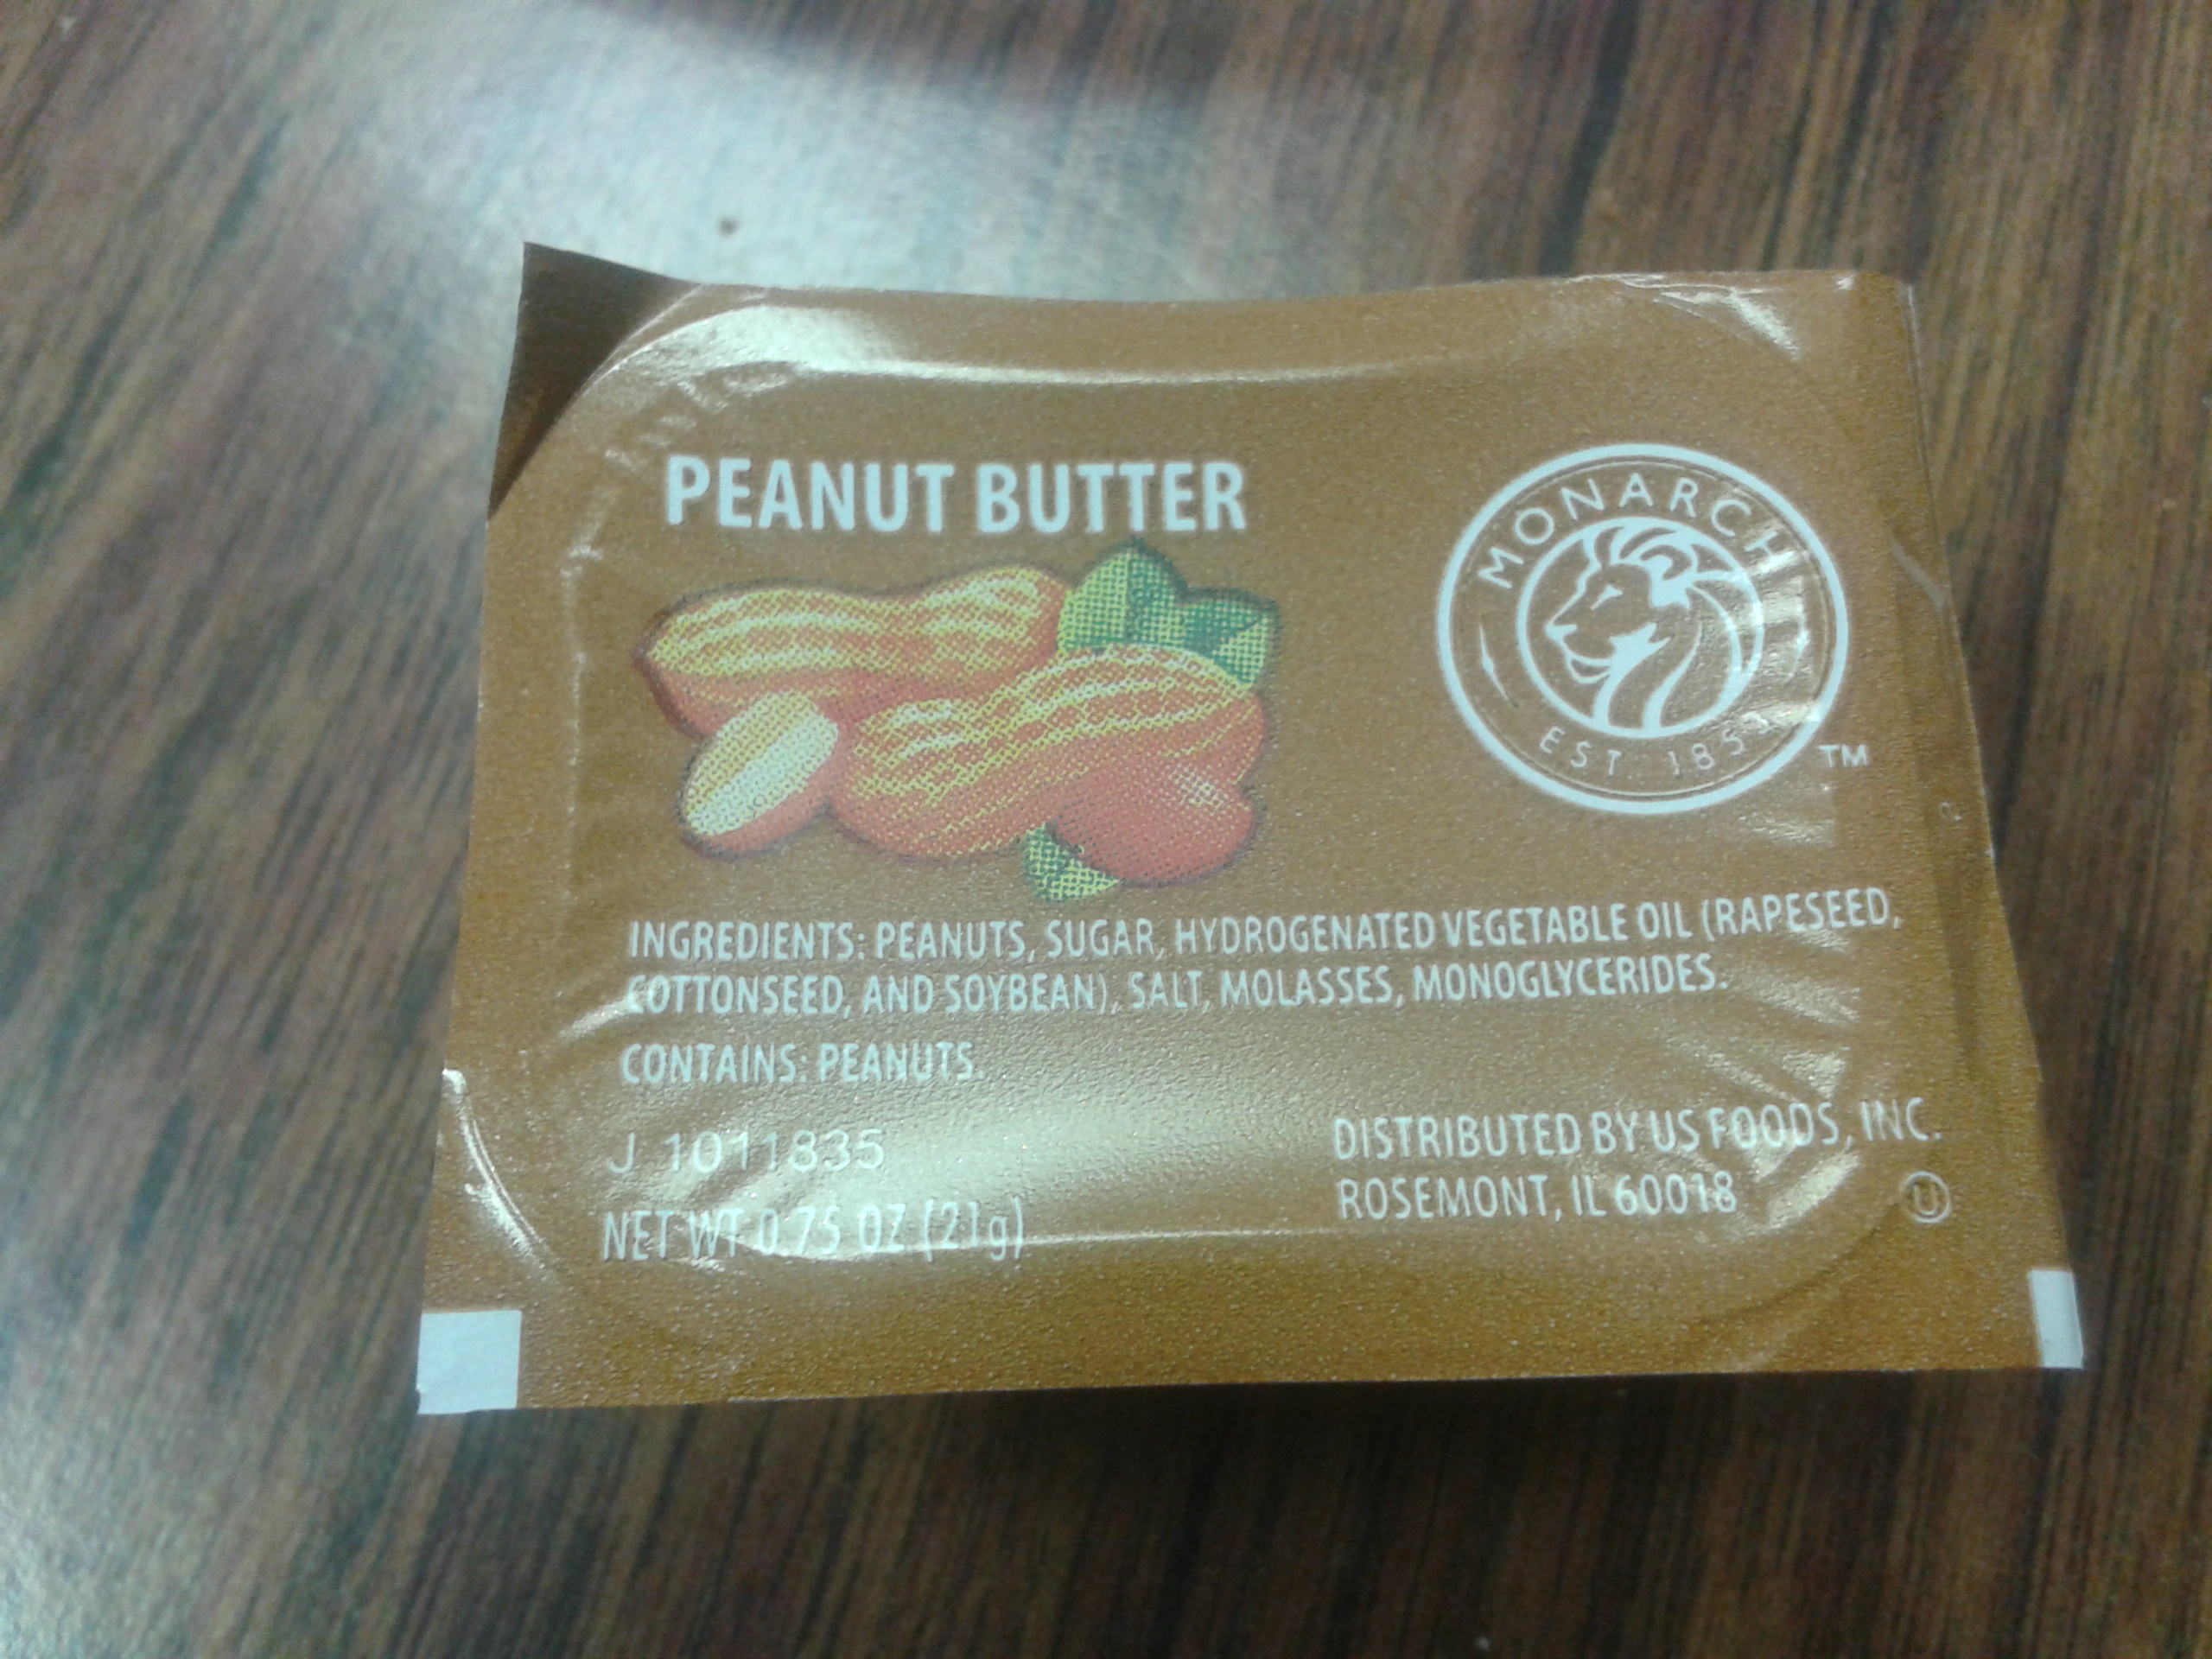 PEANUT BUTTER
MONARCH
EST 185
TM
INGREDIENTS: PEANUTS, SUGAR, HYDROGENATED VEGETABLE OIL (RAPESEED,
COTTONSEED, AND SOYBEAN), SALT, MOLASSES, MONOGLYCERIDES.
CONTAINS: PEANUTS.
J 1011835
NET WT 0.75 OZ (21g)
DISTRIBUTED BY US FOODS, INC.
ROSEMONT, IL 60018
U